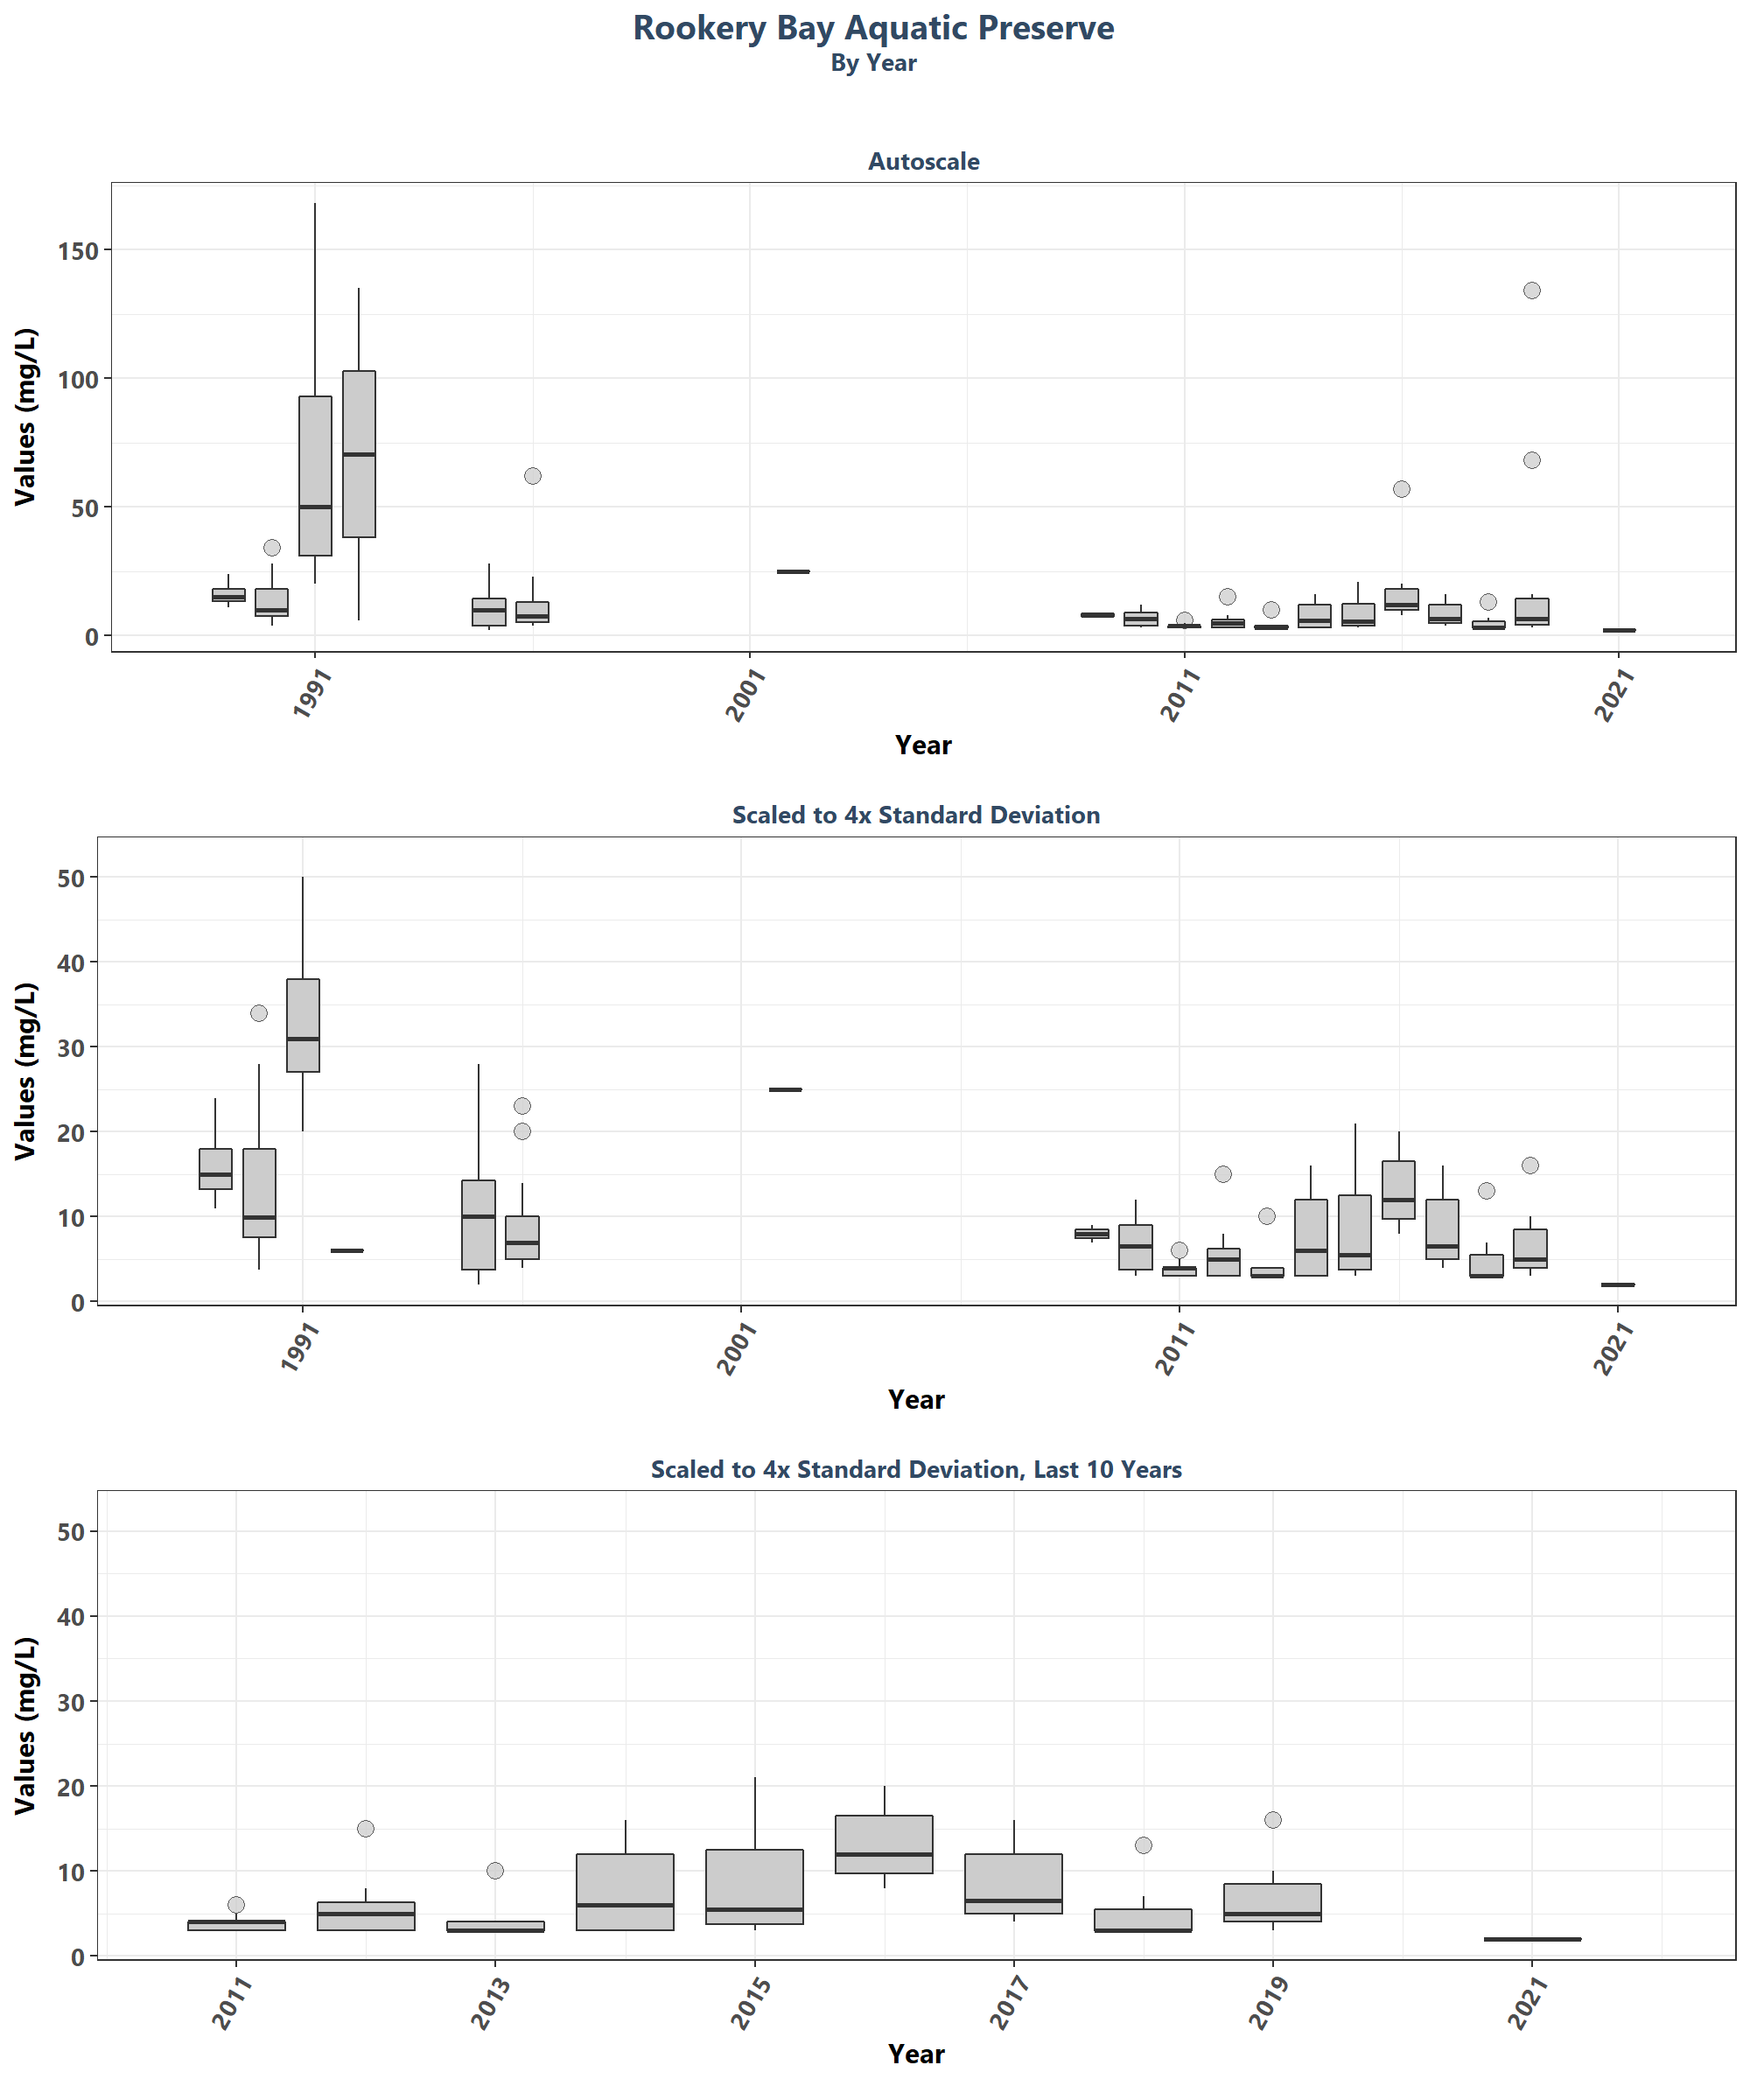 Rookery Bay Aquatic Preserve
By Year
Autoscale
Values (mg/L)
150
100
50
0
1991
2001
2011
2021
Year
Scaled to 4x Standard Deviation
Values (mg/L)
50
40
30
20
10
0
1991
2001
2011
2021
Year
Scaled to 4x Standard Deviation, Last 10 Years
Values (mg/L)
50
40
30
20
10
0
2011
2013
2015
2017
2019
2021
Year